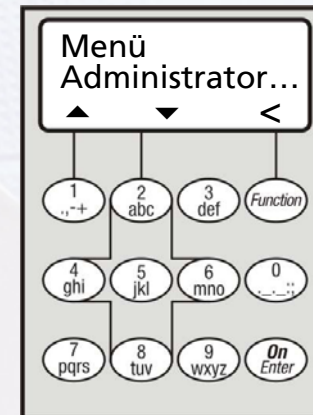 Menü
Administrator...
<
1 2 3 Function
.,-+ abc def
4 5 6 0
ghi jkl mno ._-_:;
7 8 9 On
pqrs tuv wxyz Enter